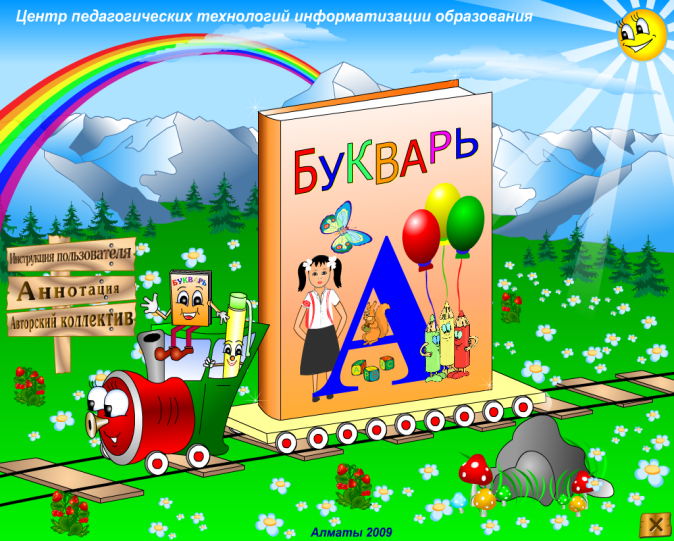 Центр педагогических технологий информатизации образования
БУКВАРЬ
Инструкция пользователя
Аннотация
Авторский коллектив
БУКВАРЬ
А
Алматы 2009